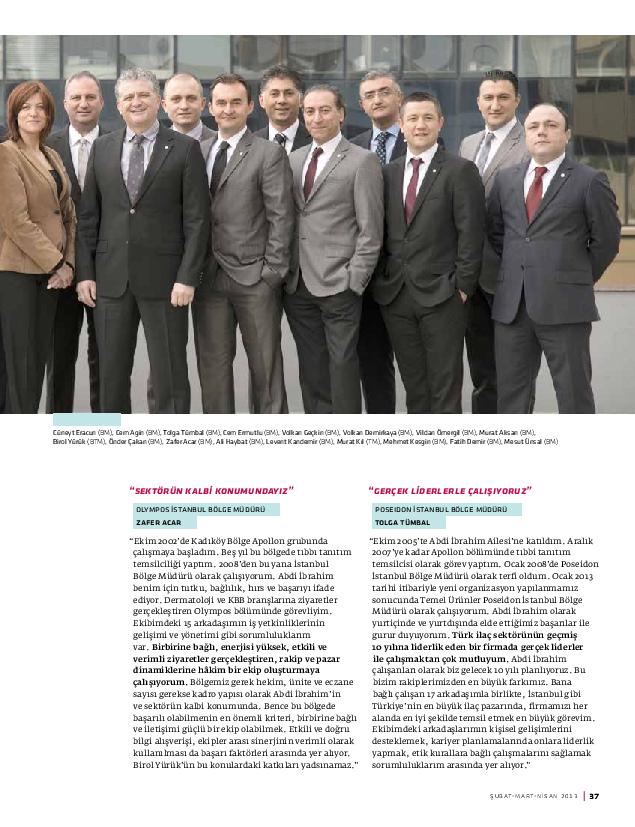 Cüneyt Eracun (BM), Cem Agin (BM), Tolga Tümbal (BM), Cem Ermutlu (BM), Volkan Geçkin (BM), Volkan Demirkaya (BM), Vildan Ömergil (BM), Murat Alısan (BM),
Birol Yürük (BTM), Önder Çakan (BM), Zafer Acar (BM), Ali Haybat (BM), Levent Kandemir (BM), Murat Kıl (TM), Mehmet Kesgin (BM), Fatih Demir (BM), Mesut Ünsal (BM)
“SEKTÖRÜN KALBİ KONUMUNDAYIZ”
OLYMPOS İSTANBUL BÖLGE MÜDÜRÜ
ZAFER ACAR
“Ekim 2002'de Kadıköy Bölge Apollon grubunda
çalışmaya başladım. Beş yıl bu bölgede tıbbı tanıtım
temsilciliği yaptım. 2008'den bu yana İstanbul
Bölge Müdürü olarak çalışıyorum. Abdi İbrahim
benim için tutku, bağlılık, hırs ve başarıyı ifade
ediyor. Dermatoloji ve KBB branşlarına ziyaretler
gerçekleştiren Olympos bölümünde görevliyim.
Ekibimdeki 15 arkadaşımın iş yetkinliklerinin
gelişimi ve yönetimi gibi sorumluluklarım
var. Birbirine bağlı, enerjisi yüksek, etkili ve
verimli ziyaretler gerçekleştiren, rakip ve pazar
dinamiklerine hâkim bir ekip oluşturmaya
çalışıyorum. Bölgemiz gerek hekim, ünite ve eczane
sayısı gerekse kadro yapısı olarak Abdi İbrahim'in
ve sektörün kalbi konumunda. Bence bu bölgede
başarılı olabilmenin en önemli kriteri, birbirine bağlı
ve iletişimi güçlü bir ekip olabilmek. Etkili ve doğru
bilgi alışverişi, ekipler arası sinerjinin verimli olarak
kullanılması da başarı faktörleri arasında yer alıyor.
Birol Yürük'ün bu konulardaki katkıları yadsınamaz.”
“GERÇEK LİDERLERLE ÇALIŞIYORUZ”
POSEIDON İSTANBUL BÖLGE MÜDÜRÜ
TOLGA TÜMBAL
“Ekim 2005'te Abdi İbrahim Ailesi'ne katıldım. Aralık
2007'ye kadar Apollon bölümünde tıbbi tanıtım
temsilcisi olarak görev yaptım. Ocak 2008'de Poseidon
İstanbul Bölge Müdürü olarak terfi oldum. Ocak 2013
tarihi itibariyle yeni organizasyon yapılanmamız
sonucunda Temel Ürünler Poseidon İstanbul Bölge
Müdürü olarak çalışıyorum. Abdi İbrahim olarak
yurtiçinde ve yurtdışında elde ettiğimiz başarılar ile
gurur duyuyorum. Türk ilaç sektörünün geçmiş
10 yılına liderlik eden bir firmada gerçek liderler
ile çalışmaktan çok mutluyum. Abdi İbrahim
çalışanları olarak biz gelecek 10 yılı planlıyoruz. Bu
bizim rakiplerimizden en büyük farkımız. Bana
bağlı çalışan 17 arkadaşımla birlikte, İstanbul gibi
Türkiye'nin en büyük ilaç pazarında, firmamızı her
alanda en iyi şekilde temsil etmek en büyük görevim.
Ekibimdeki arkadaşlarımın kişisel gelişimlerini
desteklemek, kariyer planlamalarında onlara liderlik
yapmak, etik kurallara bağlı çalışmalarını sağlamak
sorumluluklarım arasında yer alıyor.”
ŞUBAT-MART-NİSAN 2013 | 37